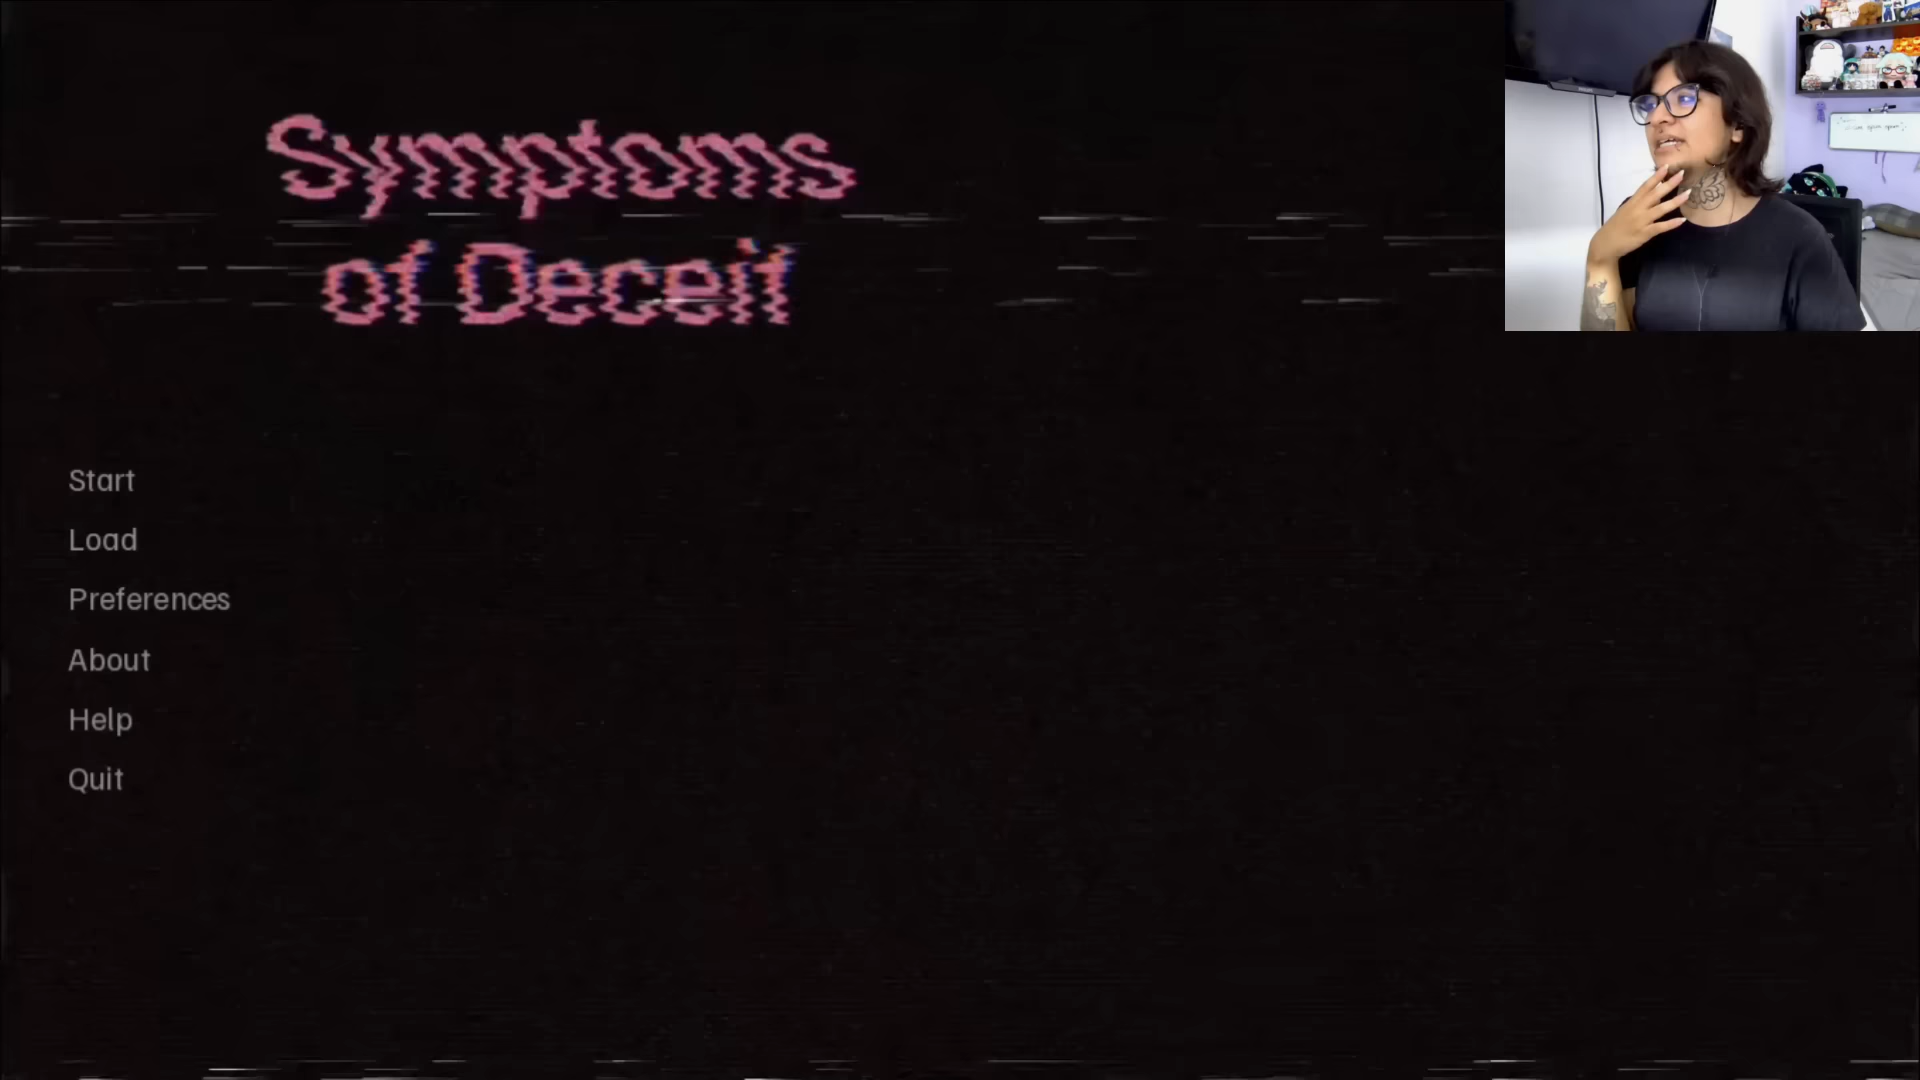 Symptoms
of Deceit
Start
Load
Preferences
About
Help
Quit